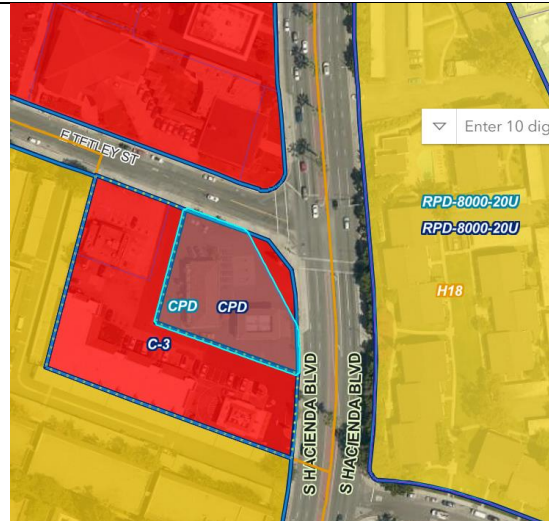 E TETLEY ST
Enter 10 dig
RPD-8000-20U
RPD-8000-20U
H18
CPD
CPD
C-3
S HACIENDA BLVD
S HACIENDA BLVD